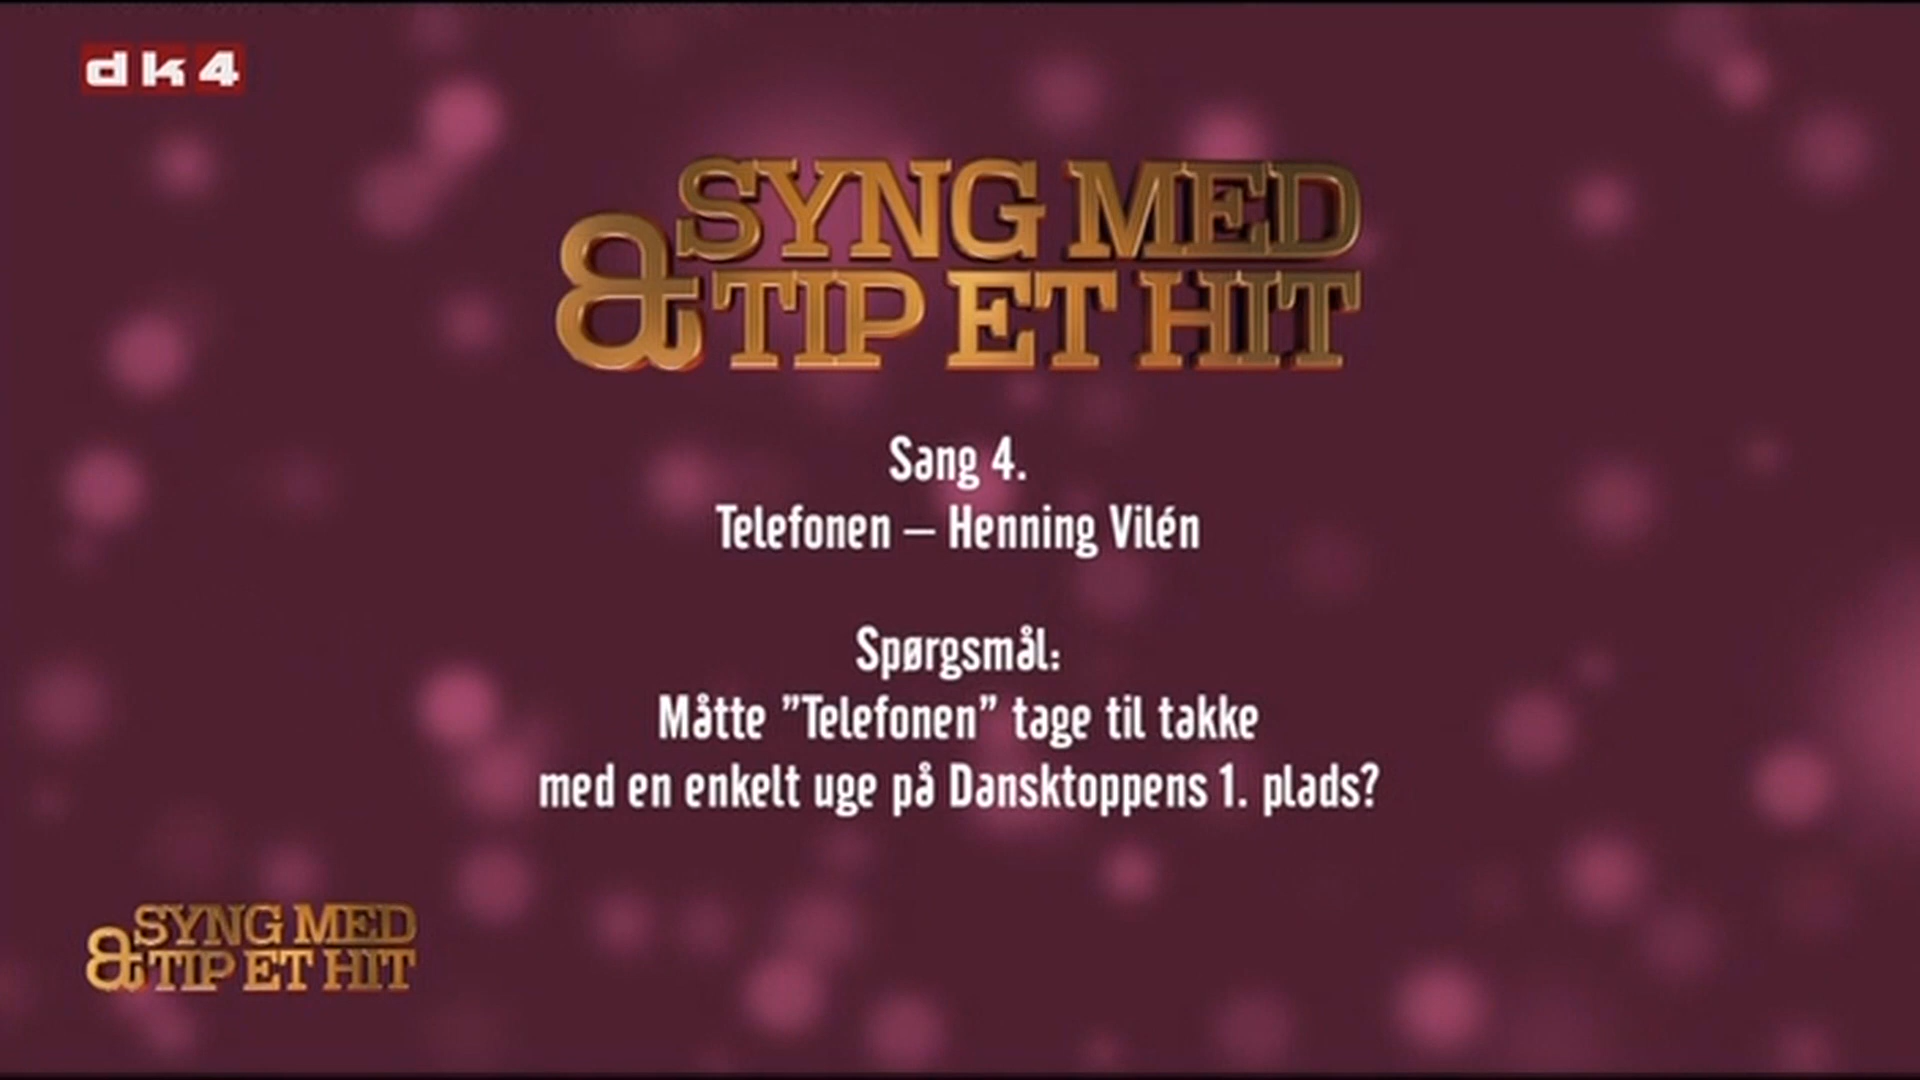 dk4
SYNG MED
& TIP ET HIT
Sang 4.
Telefonen – Henning Vilén
Spørgsmål:
Måtte ”Telefonen” tage til takke
med en enkelt uge på Dansktoppens 1. plads?
SYNG MED
& TIP ET HIT